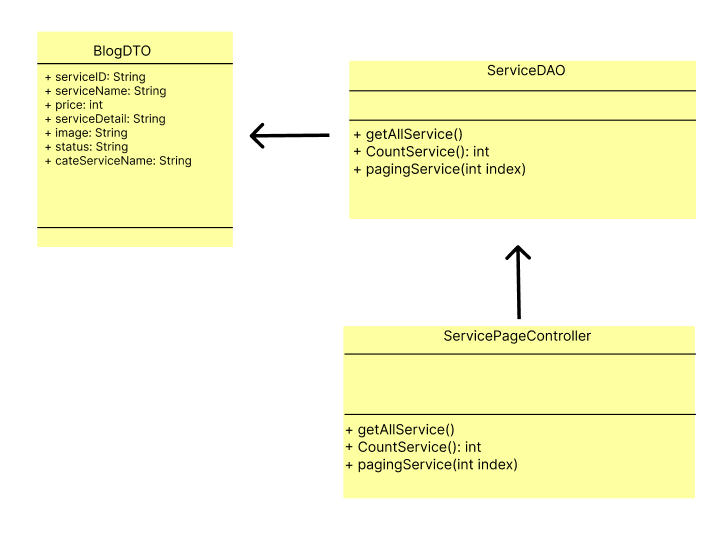 BlogDTO
+ serviceID: String
+ serviceName: String
+ price: int
+ serviceDetail: String
+ image: String
+ status: String
+ cateServiceName: String
ServiceDAO
+ getAllService()
+ CountService(): int
+ pagingService(int index)
ServicePageController
+ getAllService()
+ CountService(): int
+ pagingService(int index)